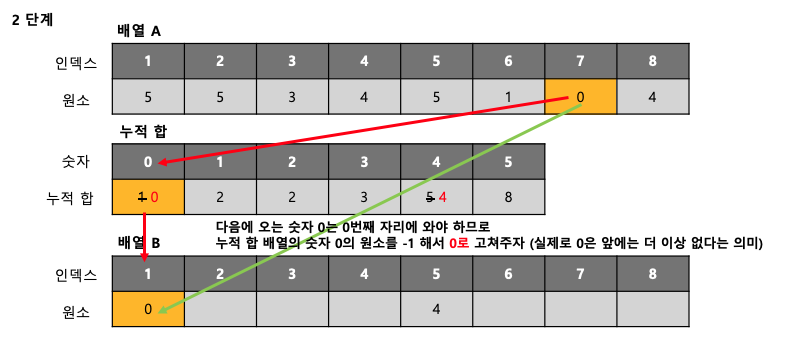 2 단계
배열 A
인덱스 1 2 3 4 5 6 7 8
원소 5 5 3 4 5 1 0 4
누적 합
숫자 0 1 2 3 4 5
누적 합 1 0 2 2 3 5 4 8
다음에 오는 숫자 0는 0번째 자리에 와야 하므로
배열 B 누적 합 배열의 숫자 0의 원소를 -1 해서 0로 고쳐주자 (실제로 0은 앞에는 더 이상 없다는 의미)
인덱스 1 2 3 4 5 6 7 8
원소 0 4